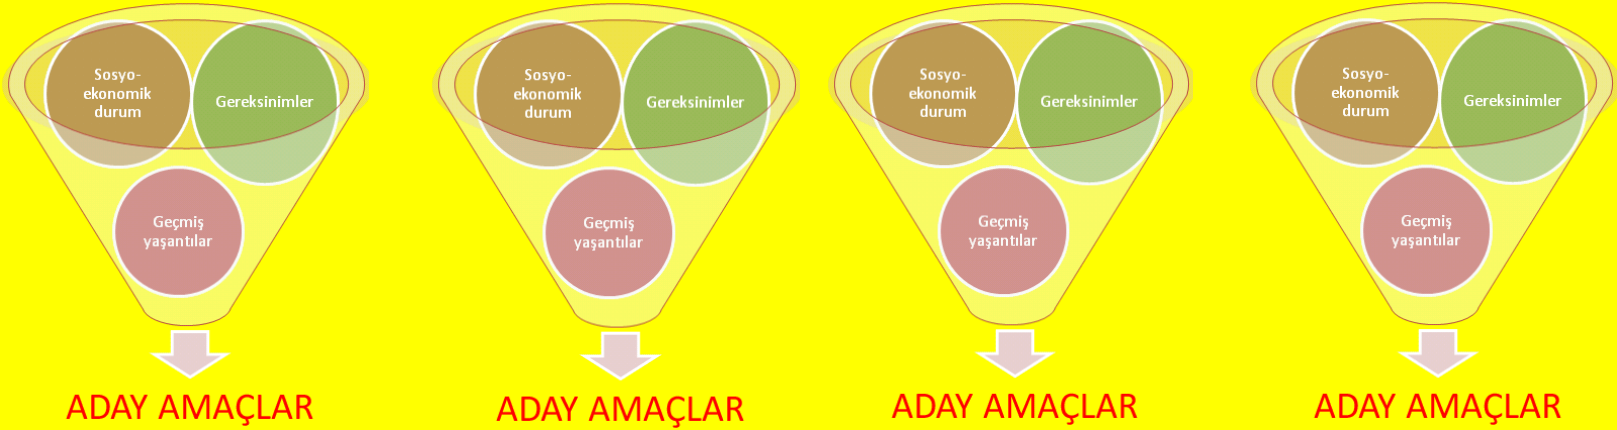 Sosyo-
ekonomik
durum
Gereksinimler
Geçmiş
yaşantılar
ADAY AMAÇLAR
Sosyo-
ekonomik
durum
Gereksinimler
Geçmiş
yaşantılar
ADAY AMAÇLAR
Sosyo-
ekonomik
durum
Gereksinimler
Geçmiş
yaşantılar
ADAY AMAÇLAR
Sosyo-
ekonomik
durum
Gereksinimler
Geçmiş
yaşantılar
ADAY AMAÇLAR